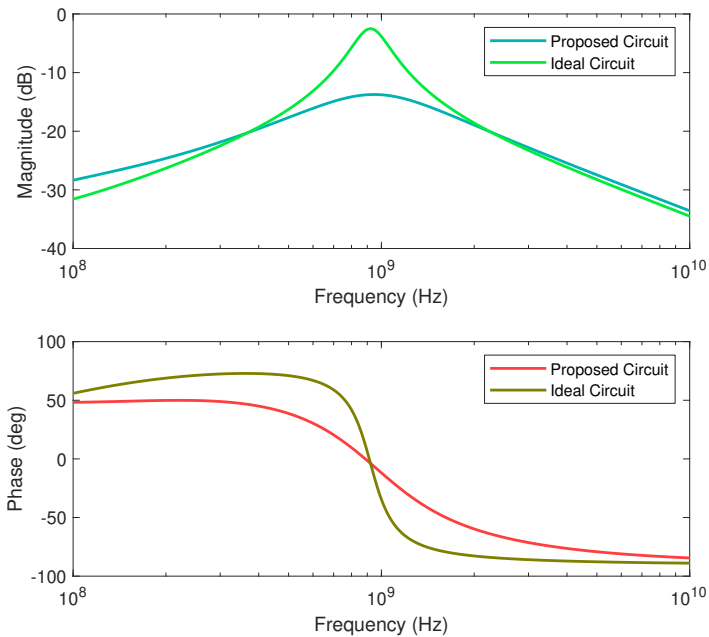 0
-10
-20
-30
-40
Magnitude (dB)
Proposed Circuit
Ideal Circuit
10^8
10^9
10^10
Frequency (Hz)
100
50
0
-50
-100
Phase (deg)
Proposed Circuit
Ideal Circuit
10^8
10^9
10^10
Frequency (Hz)